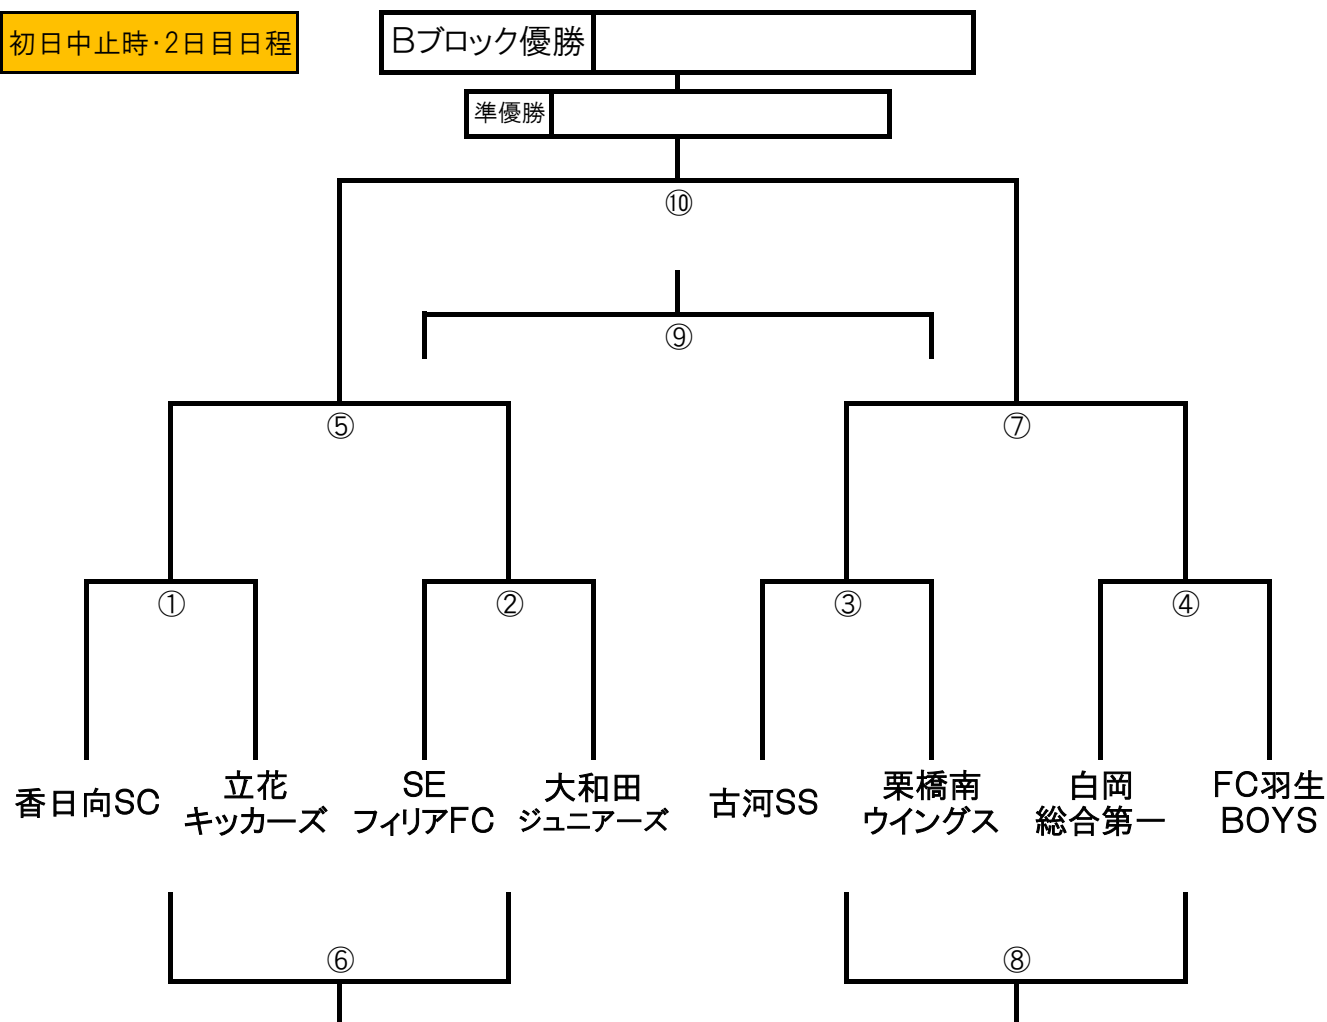 初日中止時・2日目日程
Bブロック優勝
準優勝
⑩
⑨
⑤
⑦
①
②
③
④
香日向SC
立花
キッカーズ
SE
フィリアFC
大和田
ジュニアーズ
古河SS
栗橋南
ウイングス
白岡
総合第一
FC羽生
BOYS
⑥
⑧